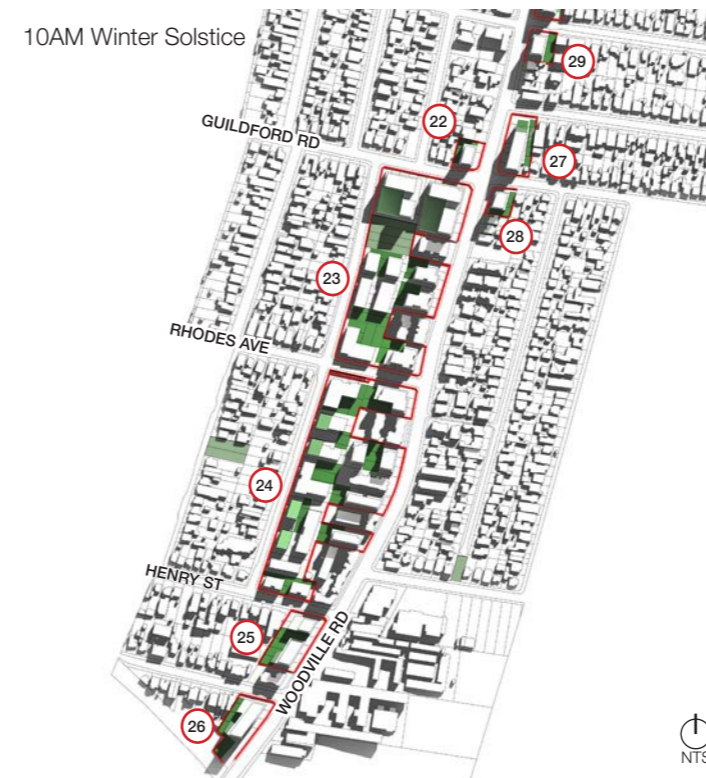 10AM Winter Solstice
29
22
GUILDFORD RD
27
28
23
RHODES AVE
24
HENRY ST
25
WOODVILLE RD
26
NTS